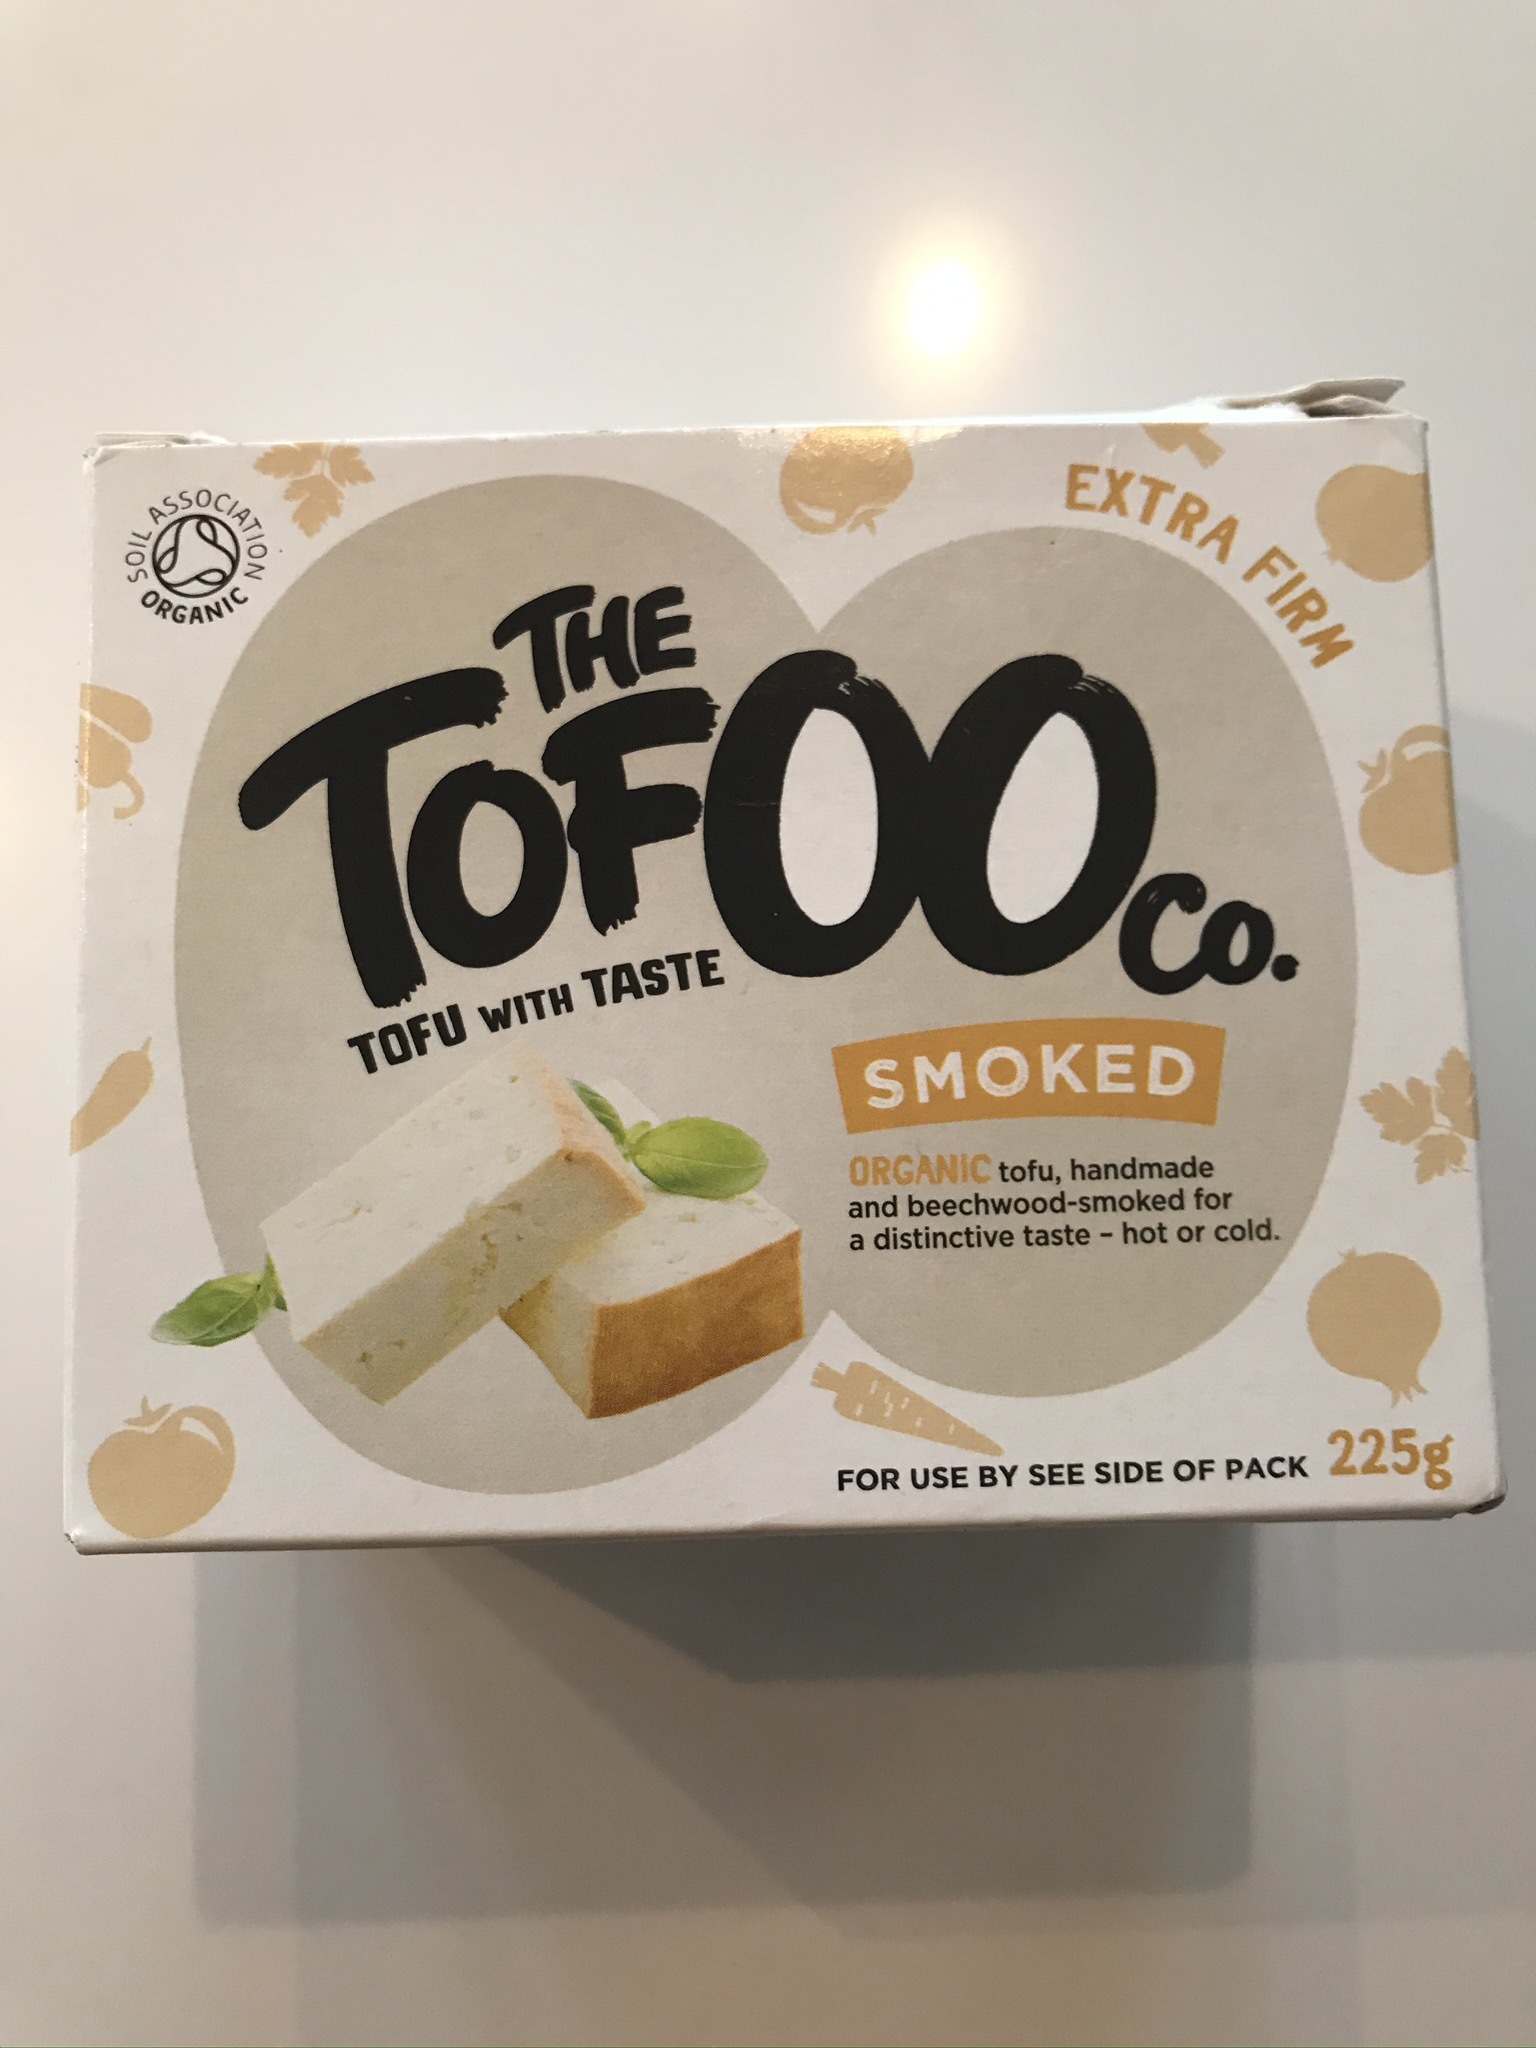 SOIL ASSOCIATION
ORGANIC
EXTRA FIRM
THE
TOFOO
Co.
TOFU WITH TASTE
SMOKED
ORGANIC tofu, handmade
and beechwood-smoked for
a distinctive taste – hot or cold.
FOR USE BY SEE SIDE OF PACK 225g